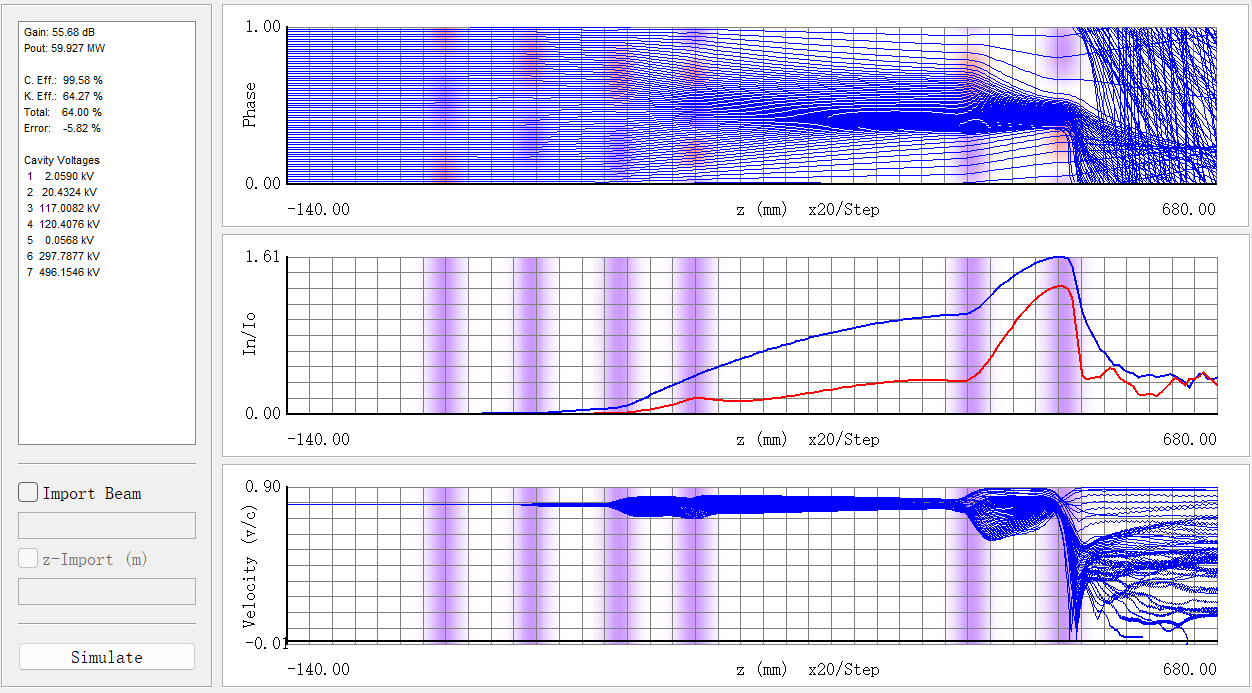 Gain: 55.68 dB
Pout: 59.927 MW
C. Eff.: 99.58 %
K. Eff.: 64.27 %
Total: 64.00 %
Error: -5.82 %
Cavity Voltages
1 2.0590 kV
2 20.4324 kV
3 117.0082 kV
4 120.4076 kV
5 0.0568 kV
6 297.7877 kV
7 496.1546 kV
Import Beam
z-Import (m)
Simulate
1.00
Phase
0.00
-140.00
z (mm) x20/Step
680.00
1.61
In/Io
0.00
-140.00
z (mm) x20/Step
680.00
0.90
Velocity (v/c)
-0.01
-140.00
z (mm) x20/Step
680.00